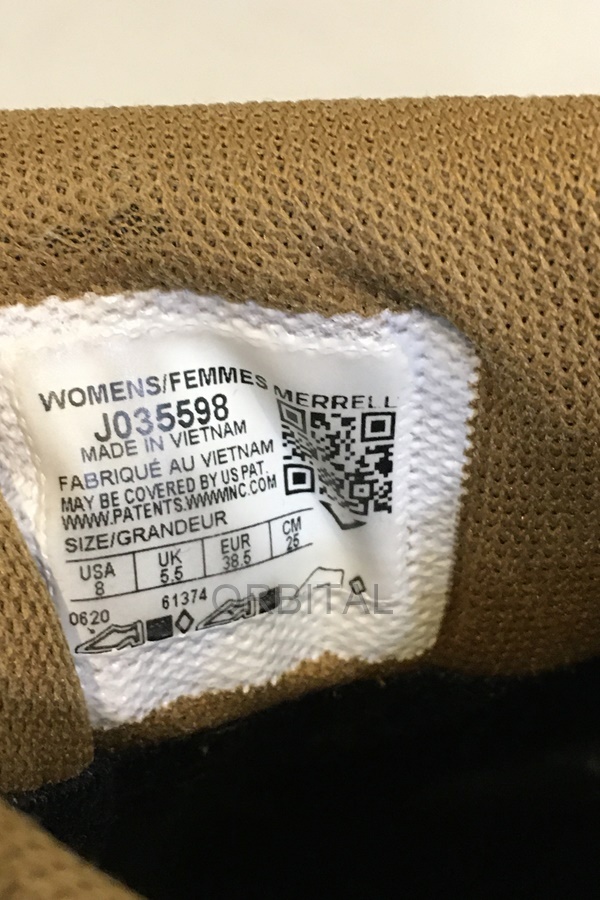 WOMENS/FEMMES MERRELL
J035598
MADE IN VIETNAM
FABRIQUÉ AU VIETNAM
MAY BE COVERED BY US PAT.
WWW.PATENTS.WWWINC.COM
SIZE/GRANDEUR
USA UK EUR CM
8 5.5 38.5 25
0620 61374
ORBITAL